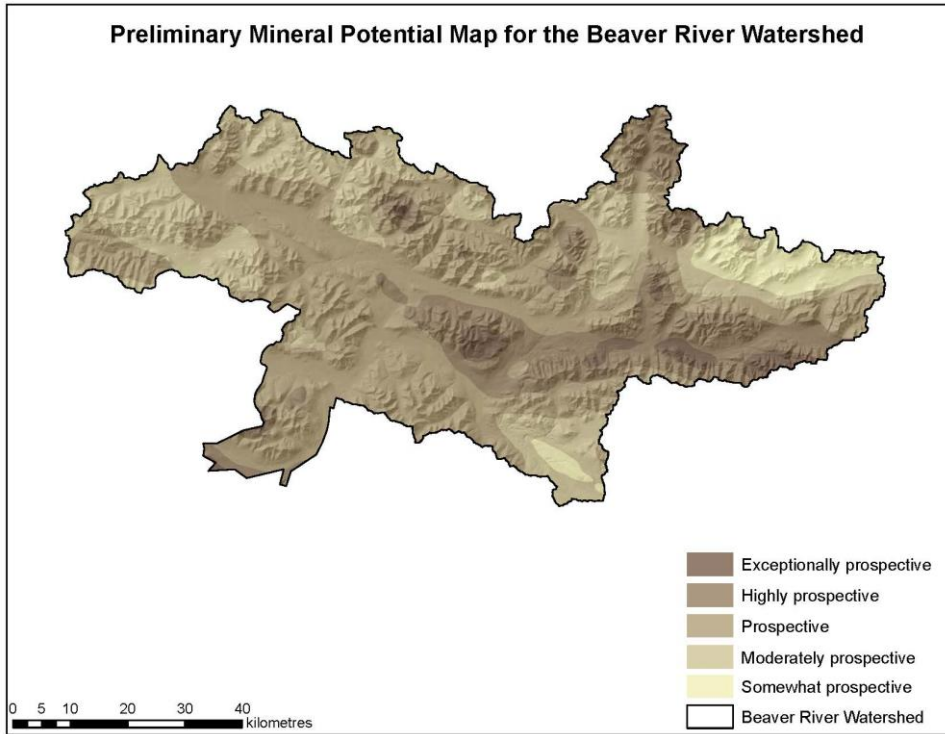 Preliminary Mineral Potential Map for the Beaver River Watershed
Exceptionally prospective
Highly prospective
Prospective
Moderately prospective
Somewhat prospective
Beaver River Watershed
0 5 10 20 30 40
kilometres